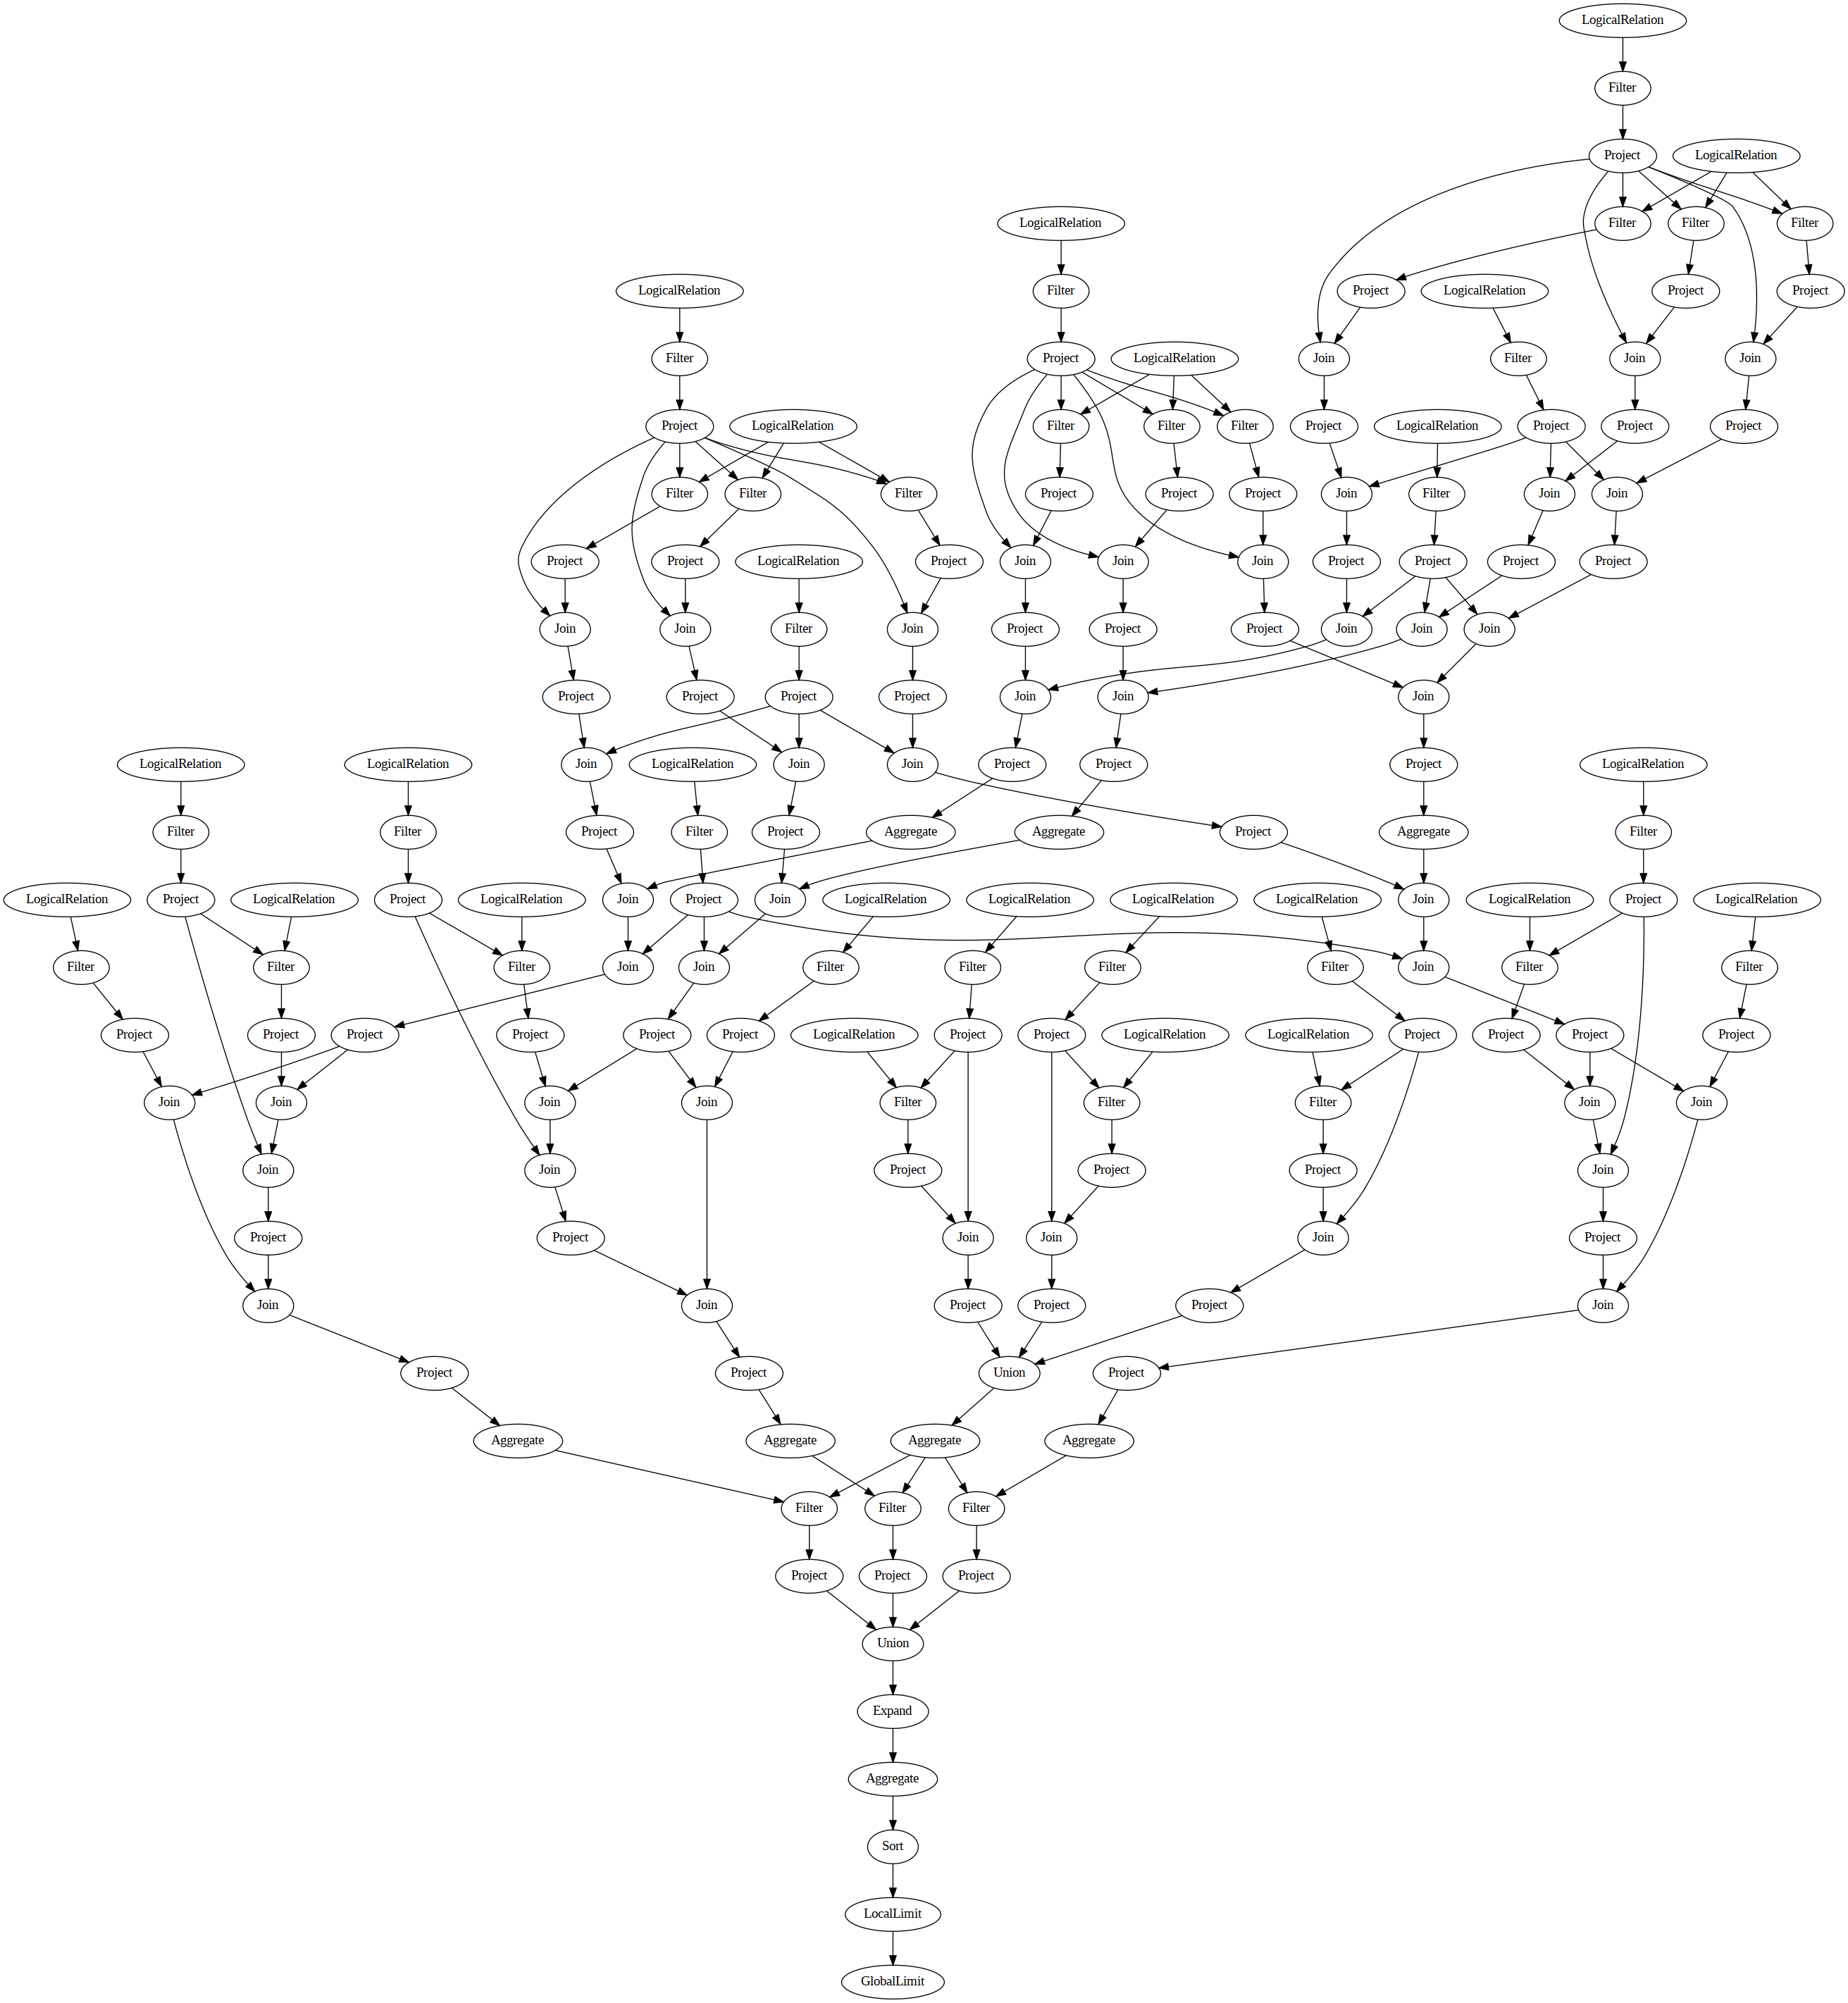 LogicalRelation
Filter
Project LogicalRelation
LogicalRelation Filter Filter Filter
LogicalRelation Filter Project LogicalRelation Project Project
Filter Project LogicalRelation Join Filter Join Join
Project LogicalRelation Filter Filter Filter Project LogicalRelation Project Project Project
Filter Filter Filter Project Project Project Join Filter Join Join
Project Project LogicalRelation Project Join Join Join Project Project Project Project
Join Join Filter Join Project Project Project Join Join Join
Project Project Project Project Join Join Join
LogicalRelation LogicalRelation Join LogicalRelation Join Join Project Project Project LogicalRelation
Filter Filter Project Filter Project Aggregate Aggregate Project Aggregate Filter
LogicalRelation Project LogicalRelation Project LogicalRelation Join Project Join LogicalRelation LogicalRelation LogicalRelation LogicalRelation Join LogicalRelation Project LogicalRelation
Filter Filter Filter Join Join Filter Filter Filter Filter Join Filter Filter
Project Project Project Project Project Project LogicalRelation Project Project LogicalRelation LogicalRelation Project Project Project Project
Join Join Join Join Filter Filter Filter Join Join
Join Join Project Project Project Join
Project Project Join Join Join Project
Join Join Project Project Project Join
Project Project Union Project
Aggregate Aggregate Aggregate Aggregate
Filter Filter Filter
Project Project Project
Union
Expand
Aggregate
Sort
LocalLimit
GlobalLimit